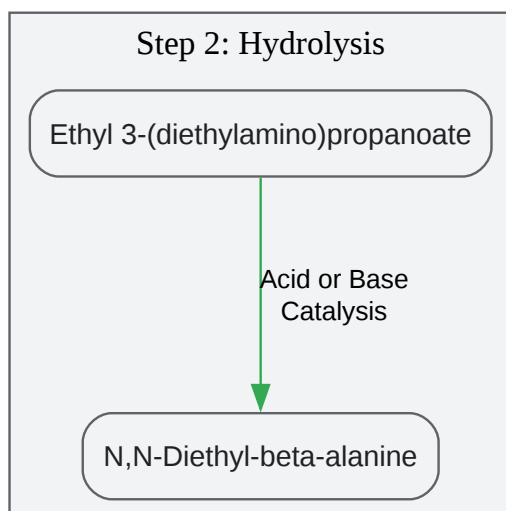 Step 2: Hydrolysis
Ethyl 3-(diethylamino)propanoate
Acid or Base
Catalysis
N,N-Diethyl-beta-alanine